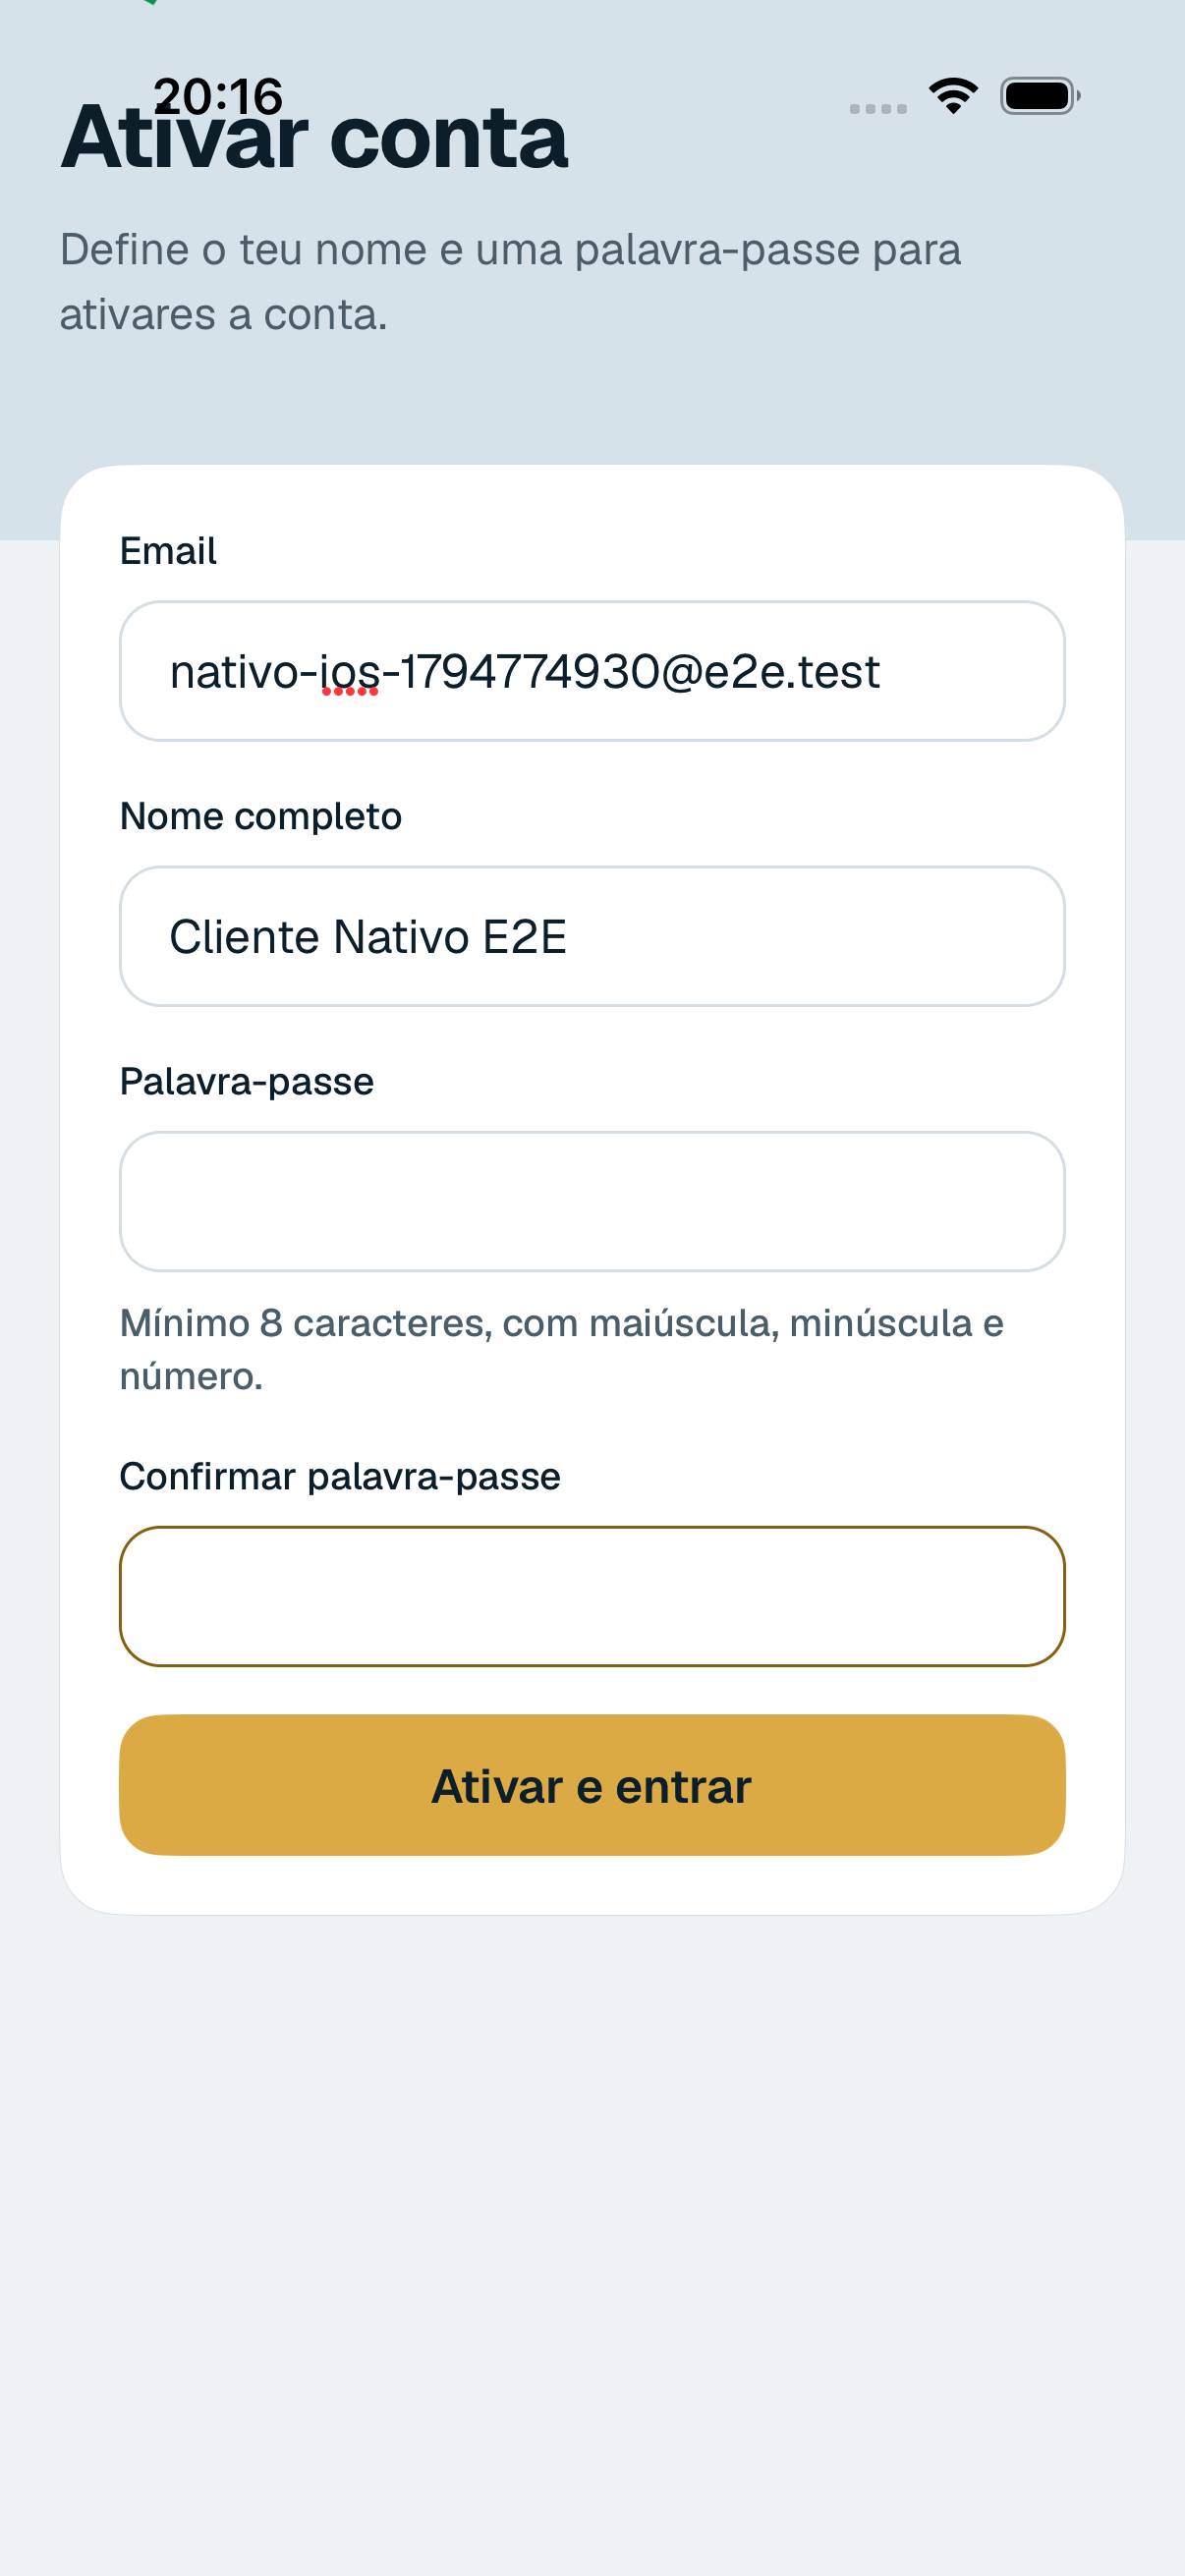 20:16
Ativar conta
Define o teu nome e uma palavra-passe para
ativares a conta.
Email
nativo-ios-1794774930@e2e.test
Nome completo
Cliente Nativo E2E
Palavra-passe
Mínimo 8 caracteres, com maiúscula, minúscula e
número.
Confirmar palavra-passe
Ativar e entrar